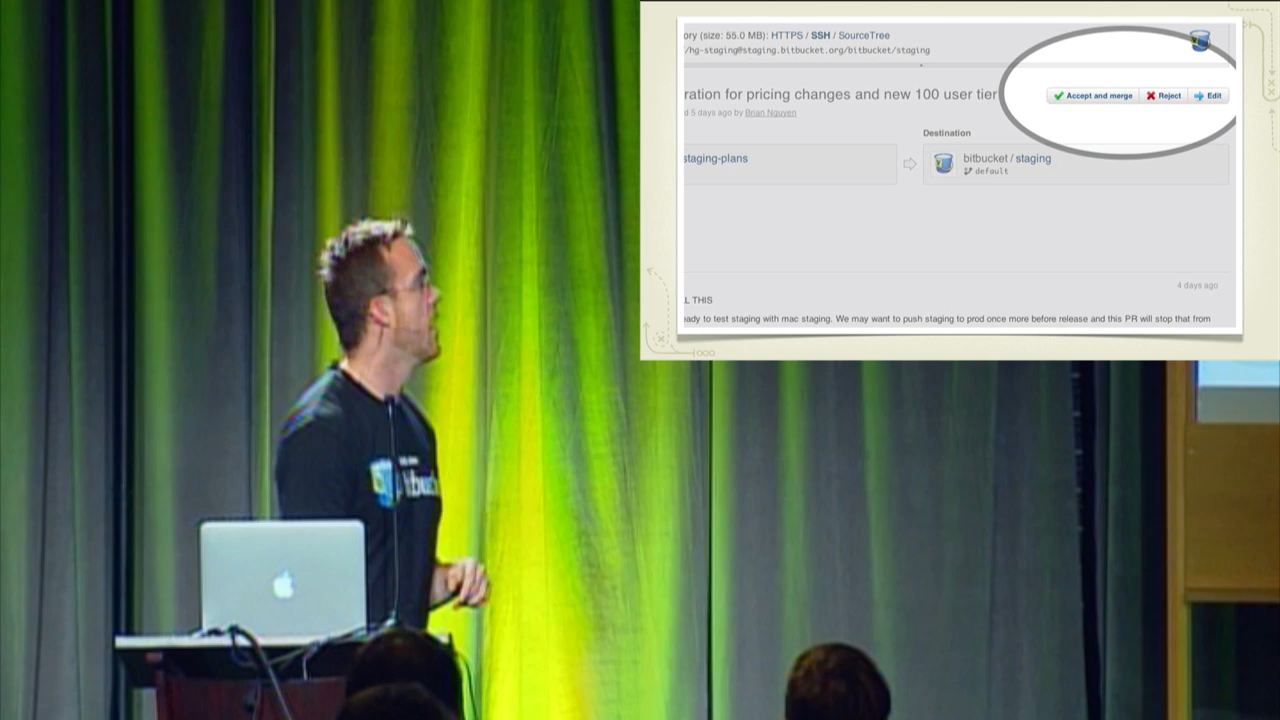 ory (size: 55.0 MB): HTTPS / SSH / SourceTree
/hg-staging@staging.bitbucket.org/bitbucket/staging
ration for pricing changes and new 100 user tier
Accept and merge Reject Edit
d 5 days ago by Brian Nguyen
Destination
staging-plans
bitbucket / staging
default
4 days ago
L THIS
eady to test staging with mac staging. We may want to push staging to prod once more before release and this PR will stop that from